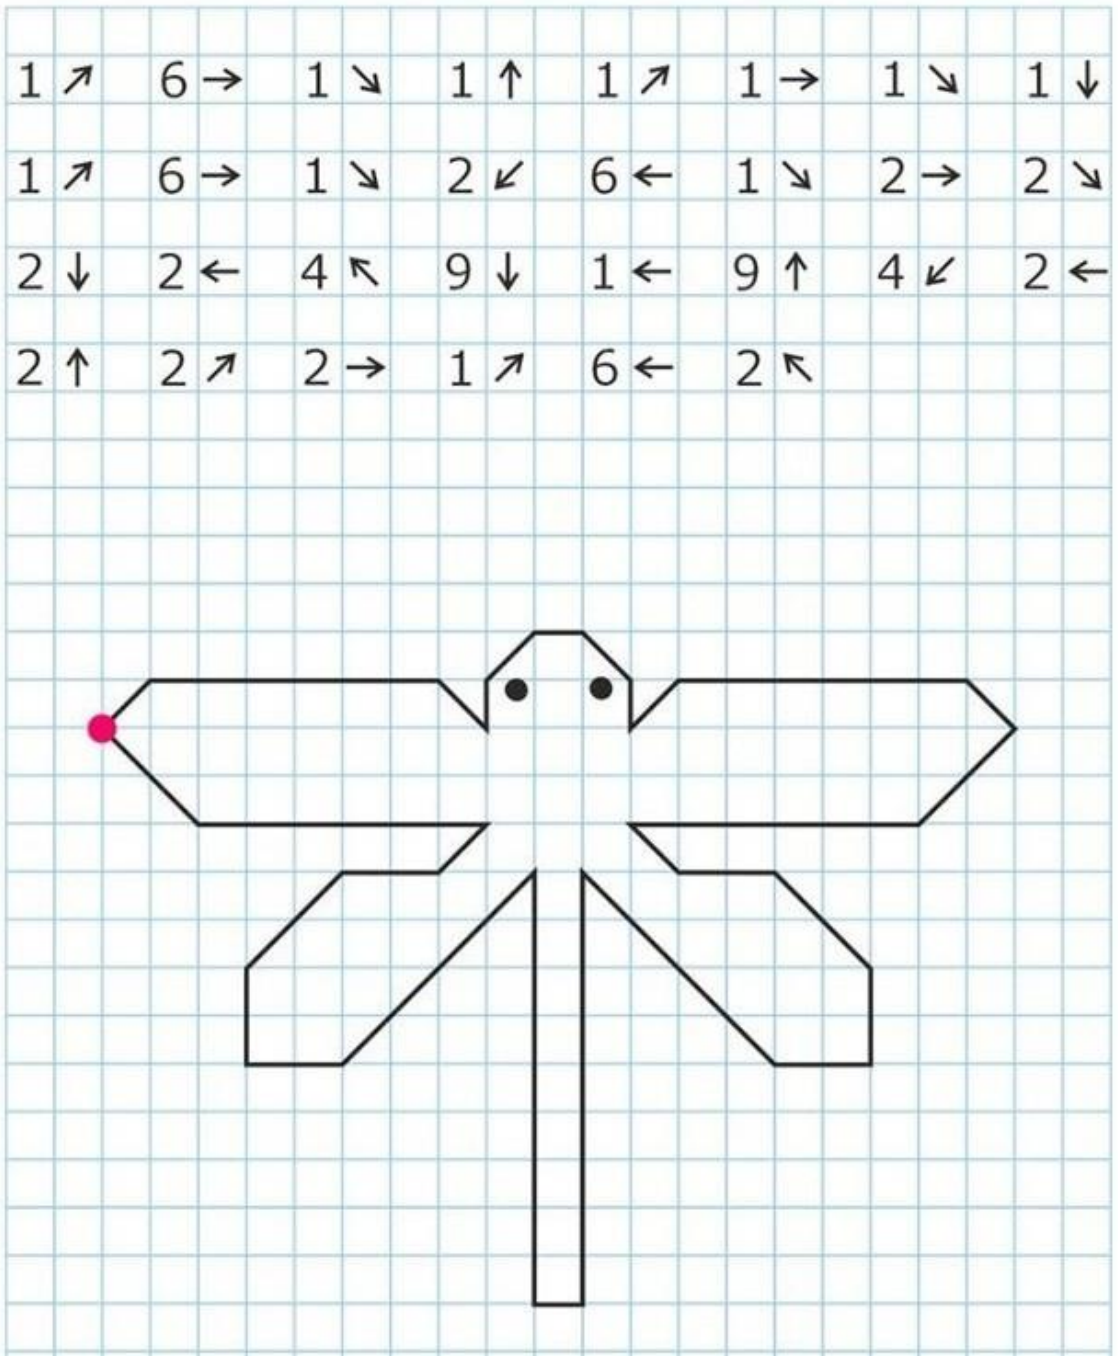 1 ↗ 6 → 1 ↘ 1 ↑ 1 ↗ 1 → 1 ↘ 1 ↓
1 ↗ 6 → 1 ↘ 2 ↙ 6 ← 1 ↘ 2 → 2 ↘
2 ↓ 2 ← 4 ↖ 9 ↓ 1 ← 9 ↑ 4 ↙ 2 ←
2 ↑ 2 ↗ 2 → 1 ↗ 6 ← 2 ↖